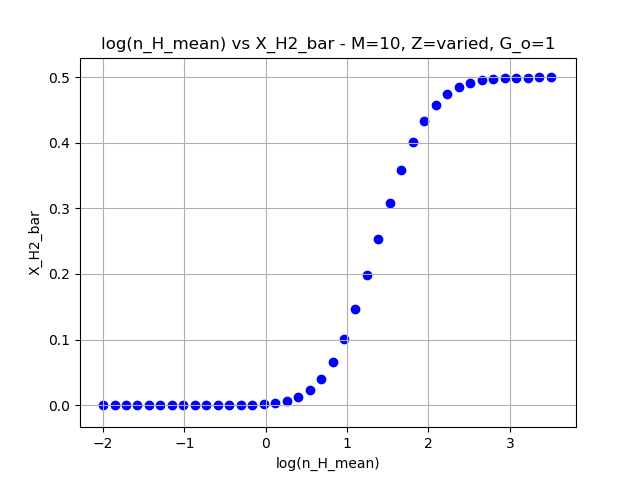 log(n_H_mean) vs X_H2_bar - M=10, Z=varied, G_o=1
0.5
0.4
0.3
0.2
0.1
0.0
X_H2_bar
−2 −1 0 1 2 3
log(n_H_mean)